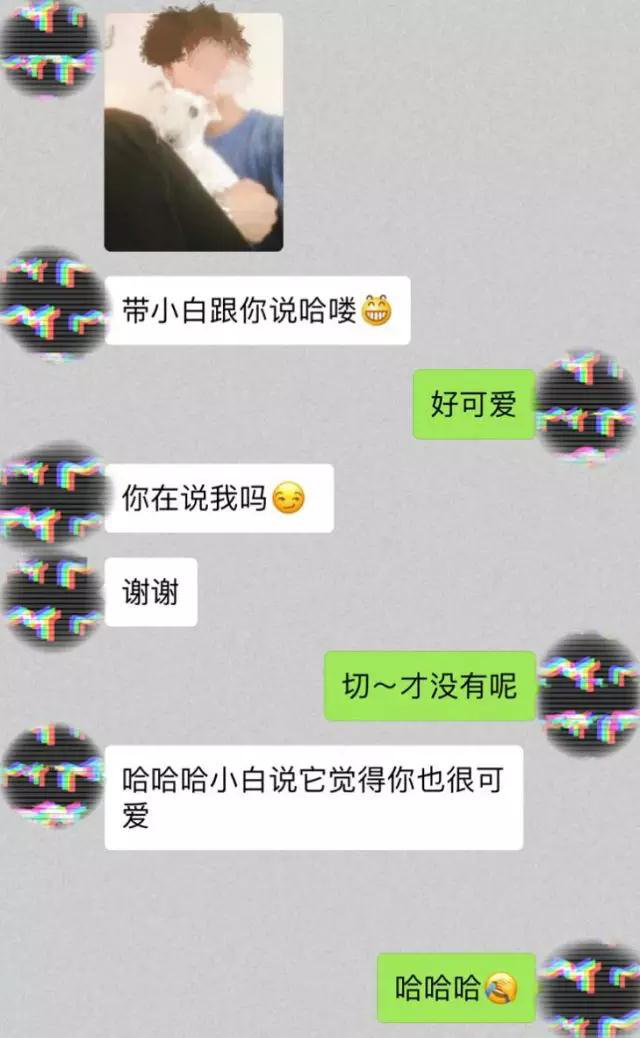 带小白跟你说哈喽😁
好可爱
你在说我吗😏
谢谢
切～才没有呢
哈哈哈小白说它觉得你也很可
爱
哈哈哈🤣